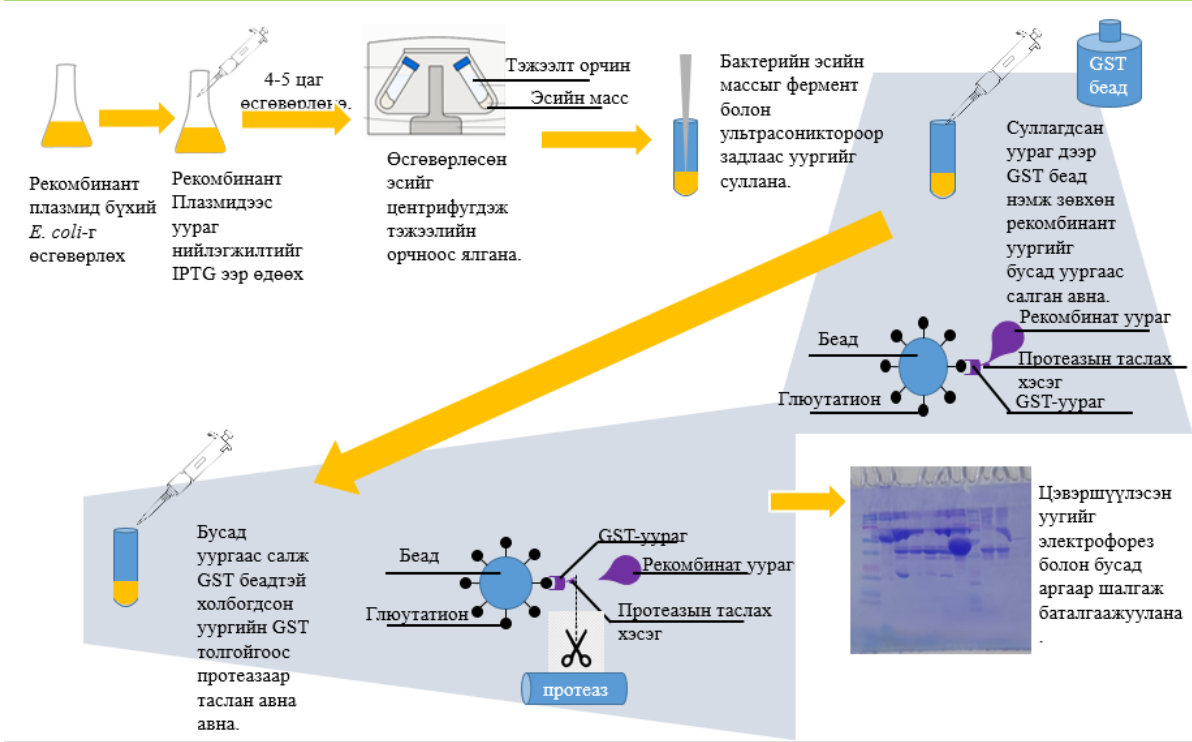 4-5 цаг
өсгөвөрлөнө.
Рекомбинант
плазмид бүхий
E. coli-г
өсгөвөрлөх
Рекомбинант
Плазмидээс
уураг
нийлэгжилтийг
IPTG ээр өдөөх
Тэжээлт орчин
Эсийн масс
Өсгөвөрлөсөн
эсийг
центрифугдэж
тэжээлийн
орчноос ялгана.
Бактерийн эсийн
массыг фермент
болон
ультрасониктороор
задлаас уургийг
суллана.
GST
беад
Суллагдсан
уураг дээр
GST беад
нэмж зөвхөн
рекомбинант
уургийг
бусад уургаас
салган авна.
Рекомбинат уураг
Беад
Протеазын таслах
хэсэг
Глюутатион
GST-уураг
Бусад
уургаас салж
GST беадтэй
холбогдсон
уургийн GST
толгойгоос
протеазаар
таслан авна
авна.
GST-уураг
Беад
Рекомбинат уураг
Глюутатион
Протеазын таслах
хэсэг
протеаз
Цэвэршүүлэсэн
уугийг
электрофорез
болон бусад
аргаар шалгаж
баталгаажуулана
.